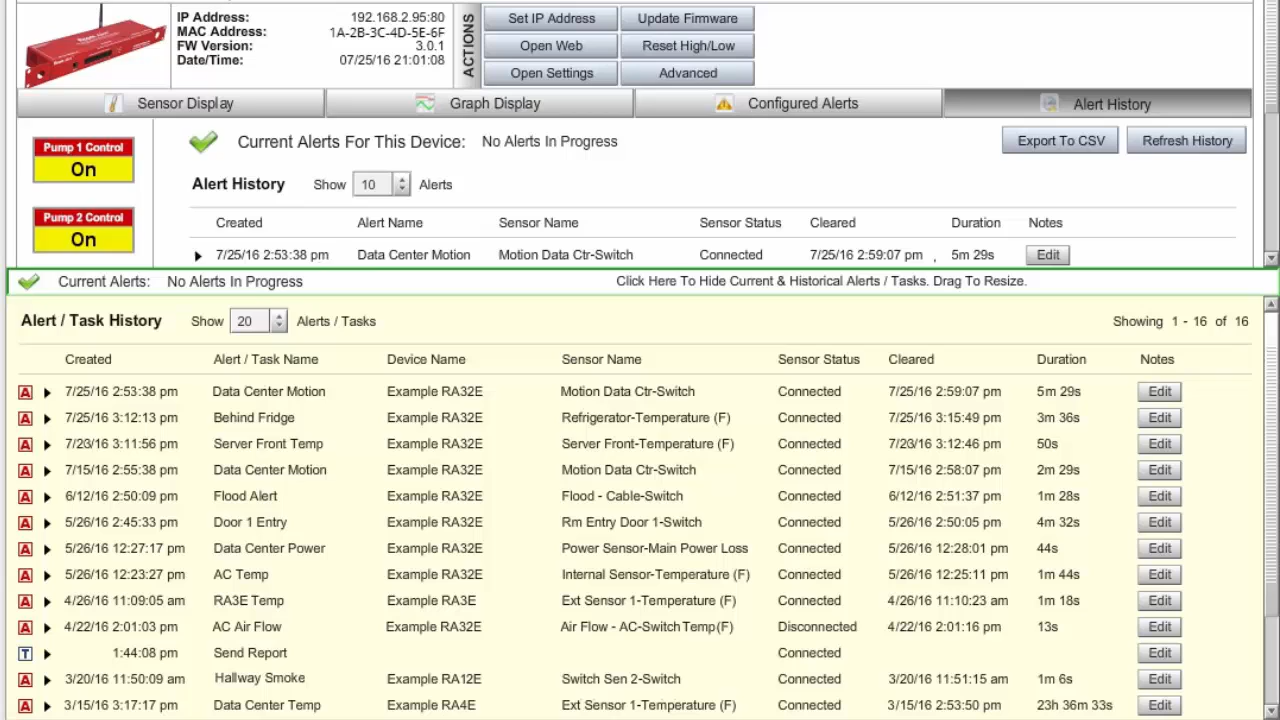 IP Address: 192.168.2.95:80
MAC Address: 1A-2B-3C-4D-5E-6F
FW Version: 3.0.1
Date/Time: 07/25/16 21:01:08
ACTIONS
Set IP Address Update Firmware
Open Web Reset High/Low
Open Settings Advanced
Sensor Display Graph Display Configured Alerts Alert History
Pump 1 Control
On
Pump 2 Control
On
Current Alerts For This Device: No Alerts In Progress Export To CSV Refresh History
Alert History Show 10 Alerts
Created Alert Name Sensor Name Sensor Status Cleared Duration Notes
7/25/16 2:53:38 pm Data Center Motion Motion Data Ctr-Switch Connected 7/25/16 2:59:07 pm , 5m 29s Edit
Current Alerts: No Alerts In Progress Click Here To Hide Current & Historical Alerts / Tasks. Drag To Resize.
Alert / Task History Show 20 Alerts / Tasks Showing 1 - 16 of 16
Created Alert / Task Name Device Name Sensor Name Sensor Status Cleared Duration Notes
A 7/25/16 2:53:38 pm Data Center Motion Example RA32E Motion Data Ctr-Switch Connected 7/25/16 2:59:07 pm 5m 29s Edit
A 7/25/16 3:12:13 pm Behind Fridge Example RA32E Refrigerator-Temperature (F) Connected 7/25/16 3:15:49 pm 3m 36s Edit
A 7/23/16 3:11:56 pm Server Front Temp Example RA32E Server Front-Temperature (F) Connected 7/23/16 3:12:46 pm 50s Edit
A 7/15/16 2:55:38 pm Data Center Motion Example RA32E Motion Data Ctr-Switch Connected 7/15/16 2:58:07 pm 2m 29s Edit
A 6/12/16 2:50:09 pm Flood Alert Example RA32E Flood - Cable-Switch Connected 6/12/16 2:51:37 pm 1m 28s Edit
A 5/26/16 2:45:33 pm Door 1 Entry Example RA32E Rm Entry Door 1-Switch Connected 5/26/16 2:50:05 pm 4m 32s Edit
A 5/26/16 12:27:17 pm Data Center Power Example RA32E Power Sensor-Main Power Loss Connected 5/26/16 12:28:01 pm 44s Edit
A 5/26/16 12:23:27 pm AC Temp Example RA32E Internal Sensor-Temperature (F) Connected 5/26/16 12:25:11 pm 1m 44s Edit
A 4/26/16 11:09:05 am RA3E Temp Example RA3E Ext Sensor 1-Temperature (F) Connected 4/26/16 11:10:23 am 1m 18s Edit
A 4/22/16 2:01:03 pm AC Air Flow Example RA32E Air Flow - AC-Switch Temp(F) Disconnected 4/22/16 2:01:16 pm 13s Edit
T 1:44:08 pm Send Report Connected Edit
A 3/20/16 11:50:09 am Hallway Smoke Example RA12E Switch Sen 2-Switch Connected 3/20/16 11:51:15 am 1m 6s Edit
A 3/15/16 3:17:17 pm Data Center Temp Example RA4E Ext Sensor 1-Temperature (F) Connected 3/15/16 2:53:50 pm 23h 36m 33s Edit